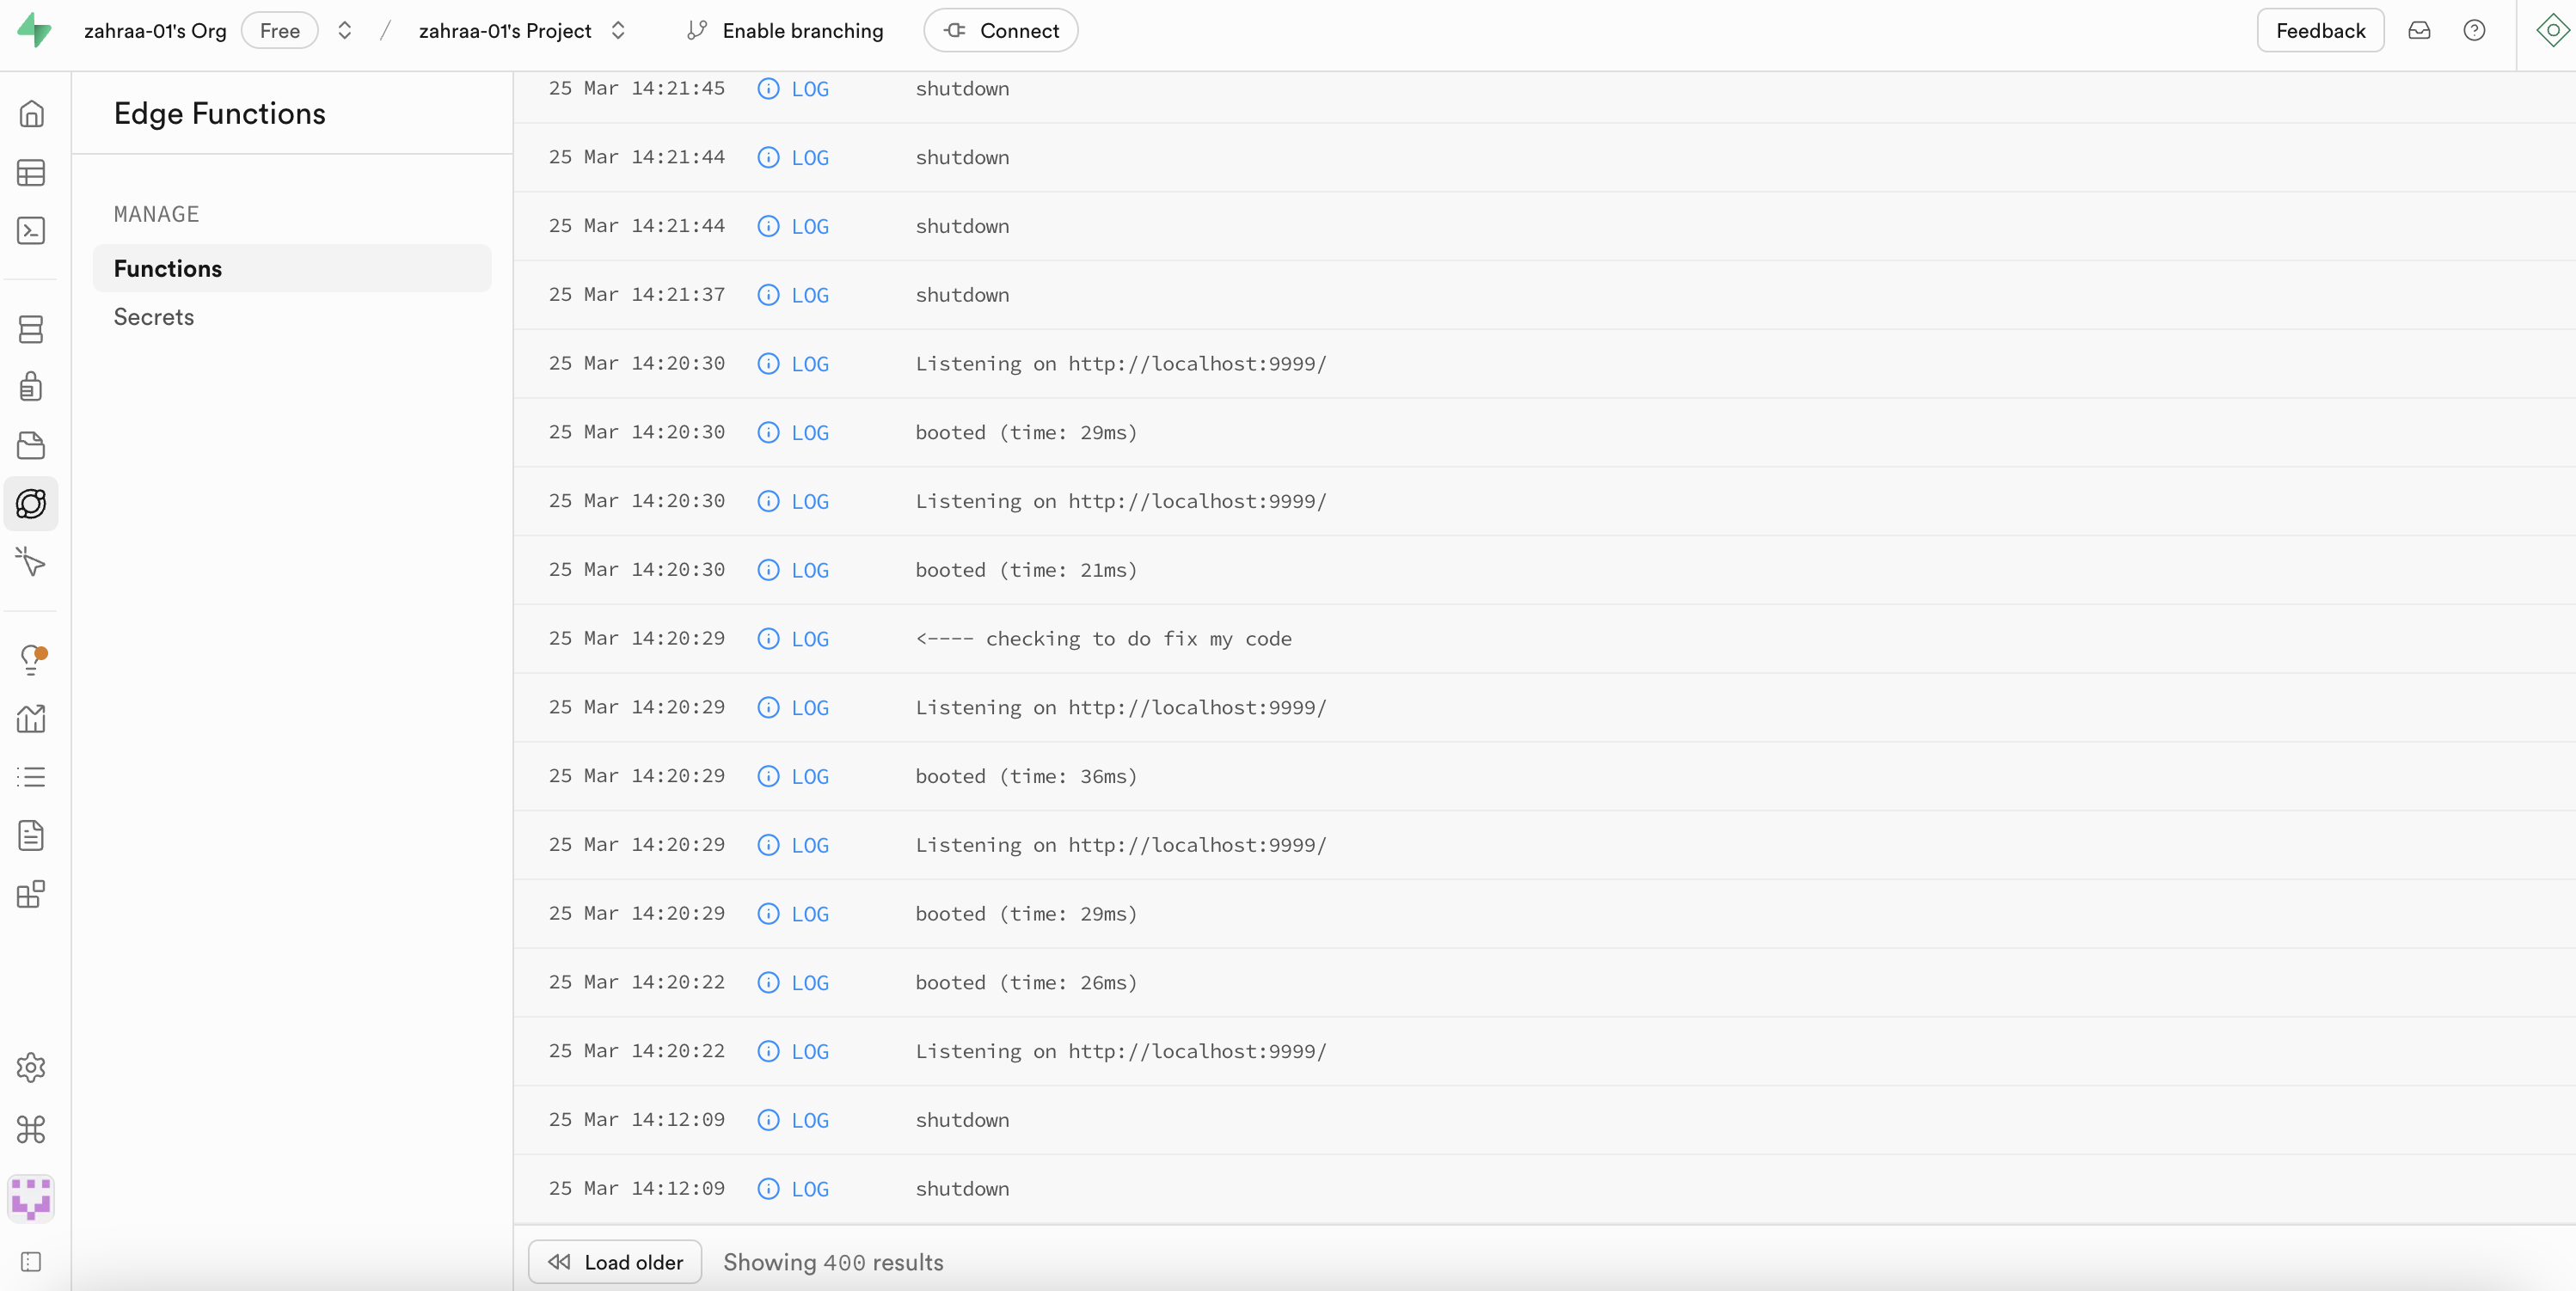 zahraa-01's Org Free / zahraa-01's Project Enable branching Connect Feedback
Edge Functions
MANAGE
Functions
Secrets
25 Mar 14:21:45 LOG shutdown
25 Mar 14:21:44 LOG shutdown
25 Mar 14:21:44 LOG shutdown
25 Mar 14:21:37 LOG shutdown
25 Mar 14:20:30 LOG Listening on http://localhost:9999/
25 Mar 14:20:30 LOG booted (time: 29ms)
25 Mar 14:20:30 LOG Listening on http://localhost:9999/
25 Mar 14:20:30 LOG booted (time: 21ms)
25 Mar 14:20:29 LOG <---- checking to do fix my code
25 Mar 14:20:29 LOG Listening on http://localhost:9999/
25 Mar 14:20:29 LOG booted (time: 36ms)
25 Mar 14:20:29 LOG Listening on http://localhost:9999/
25 Mar 14:20:29 LOG booted (time: 29ms)
25 Mar 14:20:22 LOG booted (time: 26ms)
25 Mar 14:20:22 LOG Listening on http://localhost:9999/
25 Mar 14:12:09 LOG shutdown
25 Mar 14:12:09 LOG shutdown
Load older Showing 400 results